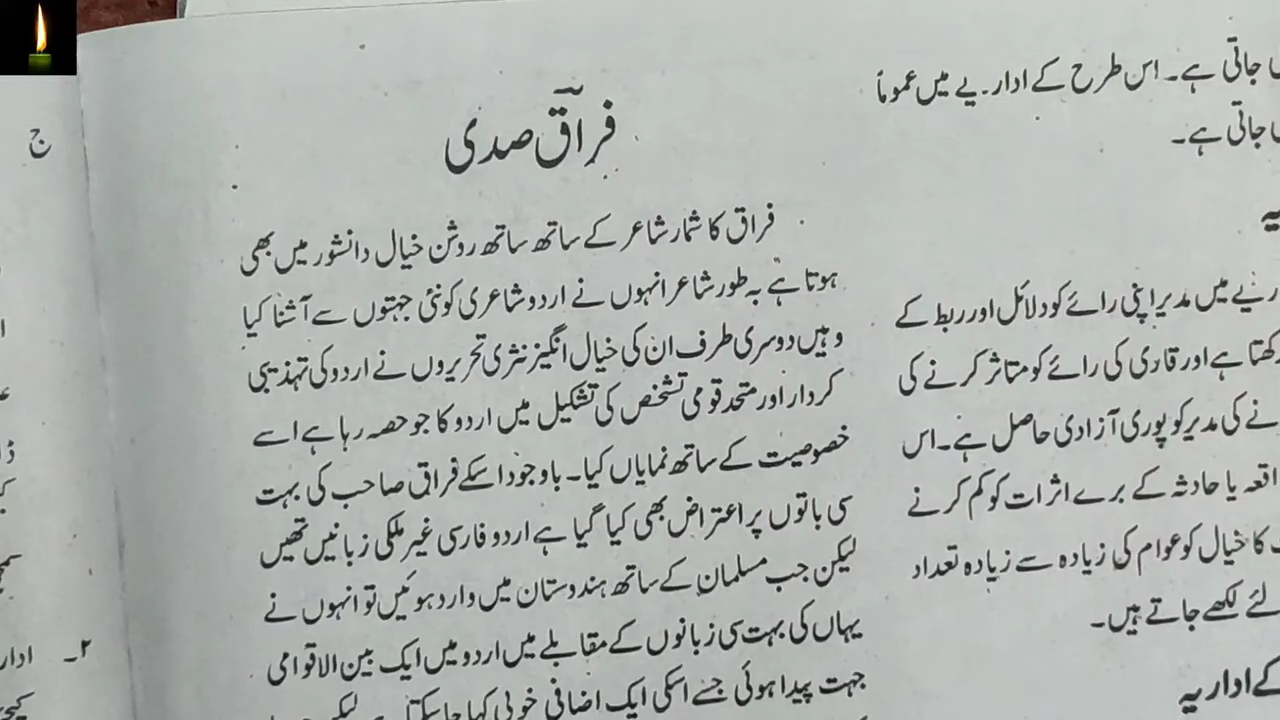 جاتی ہے۔ اس طرح کے اداریے میں عموماً
جاتی ہے۔
ریے میں مدیر اپنی رائے کو دلائل اور ربط کے
کھتا ہے اور قاری کی رائے کو متاثر کرنے کی
نے کی مدیر کو پوری آزادی حاصل ہے۔ اس
اقعہ یا حادثہ کے برے اثرات کو کم کرنے
کا خیال کو عوام کی زیادہ سے زیادہ تعداد
لئے لکھے جاتے ہیں۔
کے اداریہ
فراقؔ صدی
فراق کا شمار شاعر کے ساتھ ساتھ روشن خیال دانشور میں بھی
ہوتا ہے بہ طور شاعر انہوں نے اردو شاعری کو نئی جہتوں سے آشنا کیا
وہیں دوسری طرف ان کی خیال انگیز نثری تحریروں نے اردو کی تہذیبی
کردار اور متحد قومی تشخص کی تشکیل میں اردو کا جو حصہ رہا ہے اسے
خصوصیت کے ساتھ نمایاں کیا۔ باوجود اسکے فراق صاحب کی بہت
سی باتوں پر اعتراض بھی کیا گیا ہے اردو فارسی غیر ملکی زبانیں تھیں
لیکن جب مسلمان کے ساتھ ہندوستان میں وارد ہوئیں تو انہوں نے
یہاں کی بہت سی زبانوں کے مقابلے میں اردو میں ایک بین الاقوامی
جہت پیدا ہوئی جسے اسکی ایک اضافی خوبی کہا جاسکتا ہے لیکن
ج
۲۔ ادار